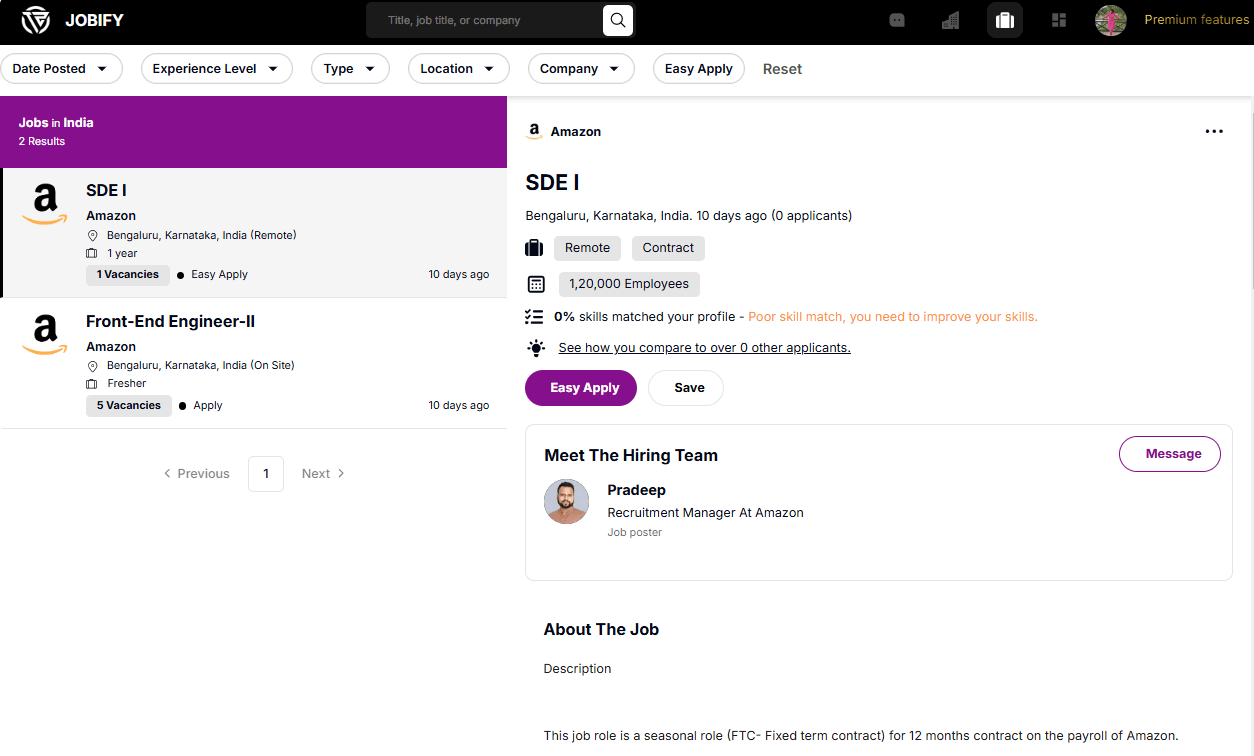 JOBIFY
Title, job title, or company
Premium features
Date Posted
Experience Level
Type
Location
Company
Easy Apply
Reset
Jobs in India
2 Results
a
SDE I
Amazon
Bengaluru, Karnataka, India (Remote)
1 year
1 Vacancies
Easy Apply
10 days ago
a
Front-End Engineer-II
Amazon
Bengaluru, Karnataka, India (On Site)
Fresher
5 Vacancies
Apply
10 days ago
Previous
1
Next
a
Amazon
SDE I
Bengaluru, Karnataka, India. 10 days ago (0 applicants)
Remote
Contract
1,20,000 Employees
0% skills matched your profile - Poor skill match, you need to improve your skills.
See how you compare to over 0 other applicants.
Easy Apply
Save
Meet The Hiring Team
Message
Pradeep
Recruitment Manager At Amazon
Job poster
About The Job
Description
This job role is a seasonal role (FTC- Fixed term contract) for 12 months contract on the payroll of Amazon.